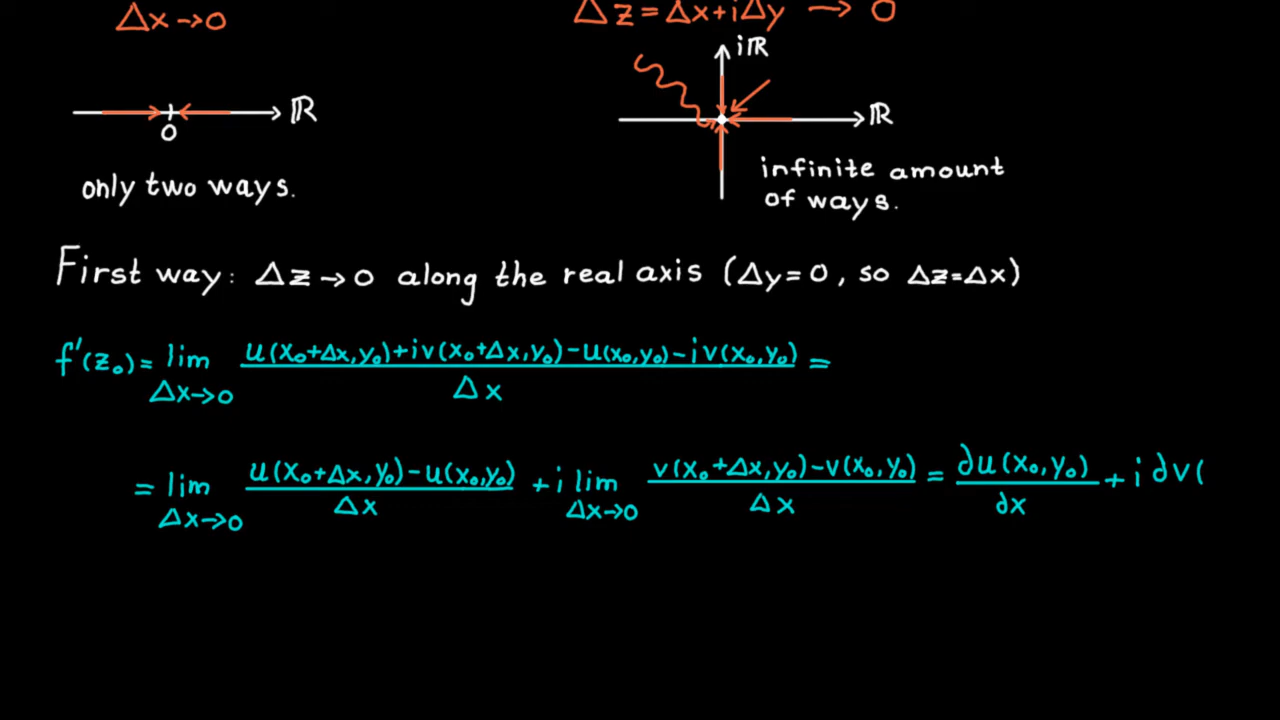 Δx→0
Δz=Δx+iΔy → 0
iℝ
ℝ
0
ℝ
only two ways.
infinite amount
of ways.
First way: Δz→0 along the real axis (Δy=0, so Δz=Δx)
f'(z₀)= lim Δx→0 (u(x₀+Δx,y₀)+iv(x₀+Δx,y₀)-u(x₀,y₀)-iv(x₀,y₀))/Δx =
= lim Δx→0 (u(x₀+Δx,y₀)-u(x₀,y₀))/Δx + i lim Δx→0 (v(x₀+Δx,y₀)-v(x₀,y₀))/Δx = ∂u(x₀,y₀)/∂x + i ∂v(